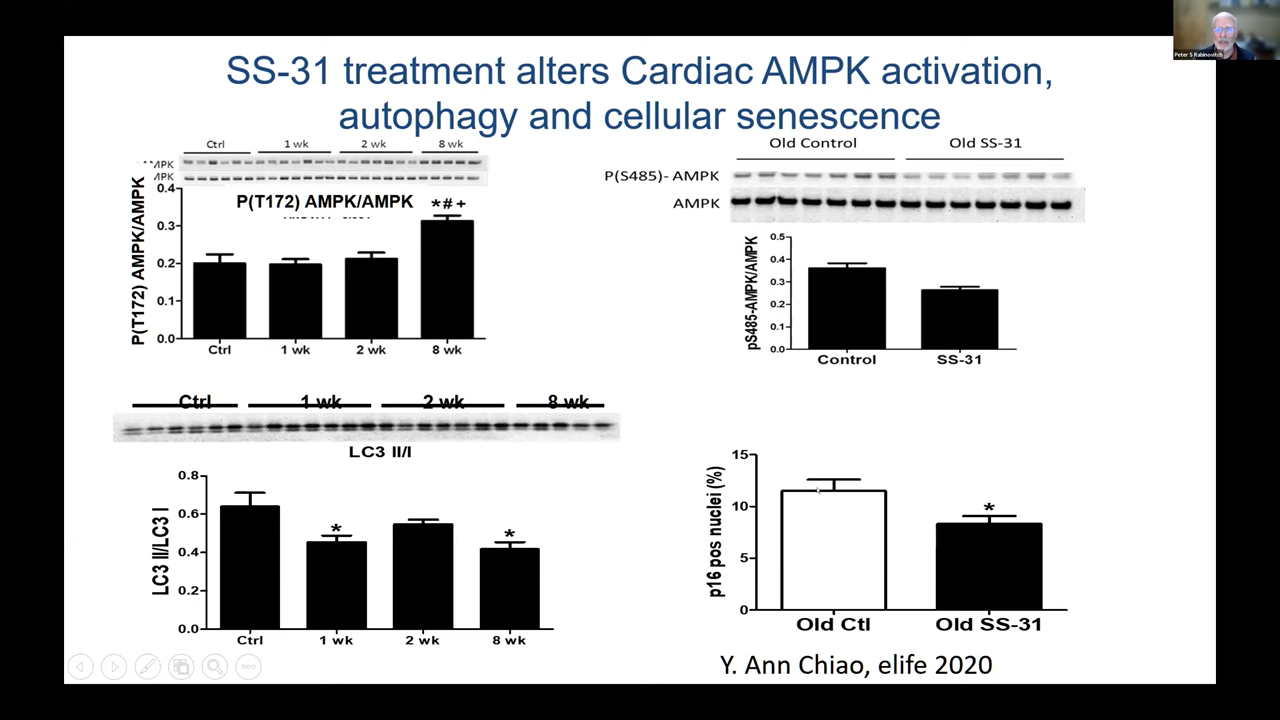 Peter S Rabinovitch
SS-31 treatment alters Cardiac AMPK activation,
autophagy and cellular senescence
Ctrl 1 wk 2 wk 8 wk
P(T172) AMPK/AMPK
*#+
P(T172) AMPK/AMPK
0.4
0.3
0.2
0.1
0.0
Ctrl 1 wk 2 wk 8 wk
Old Control Old SS-31
P(S485)- AMPK
AMPK
pS485-AMPK/AMPK
0.5
0.4
0.3
0.2
0.1
0.0
Control SS-31
Ctrl 1 wk 2 wk 8 wk
LC3 II/I
LC3 II/LC3 I
0.8
0.6
0.4
0.2
0.0
* *
Ctrl 1 wk 2 wk 8 wk
p16 pos nuclei (%)
15
10
5
0
*
Old Ctl Old SS-31
Y. Ann Chiao, elife 2020